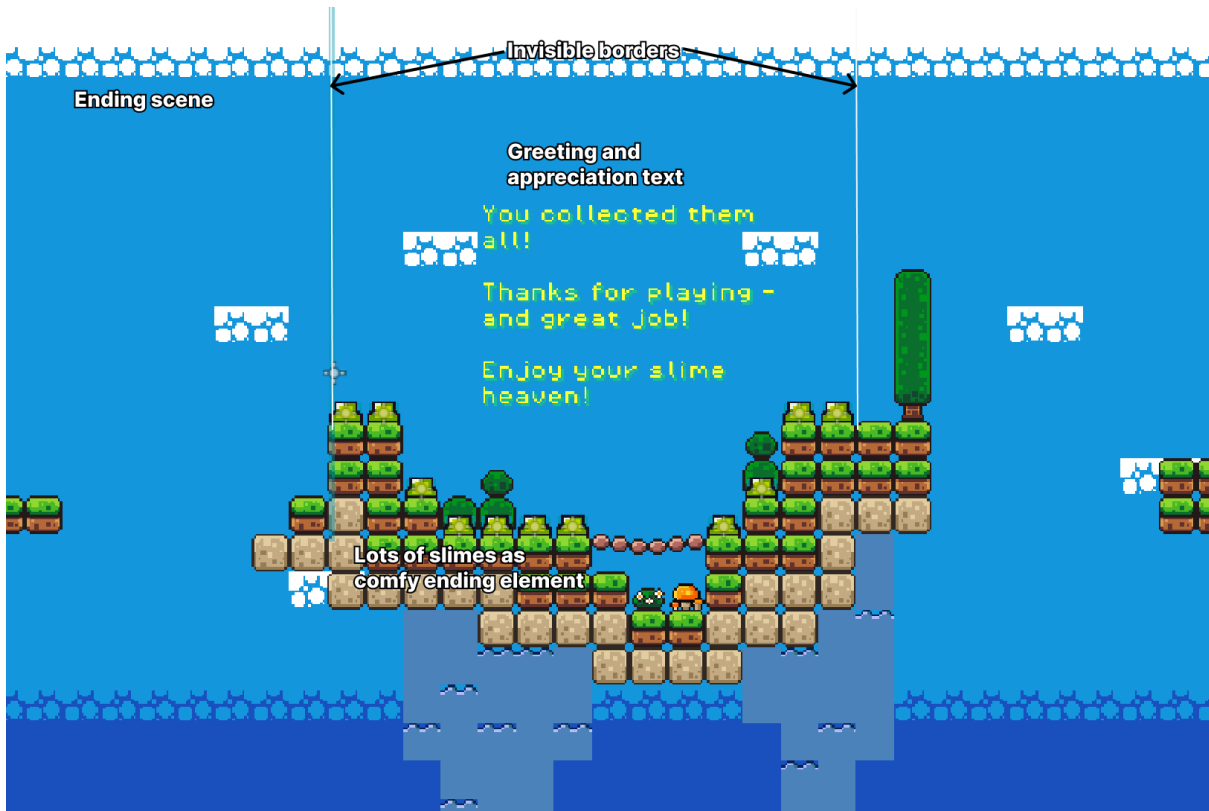 Invisible borders
Ending scene
Greeting and
appreciation text
You collected them
all!
Thanks for playing -
and great job!
Enjoy your slime
heaven!
Lots of slimes as
comfy ending element